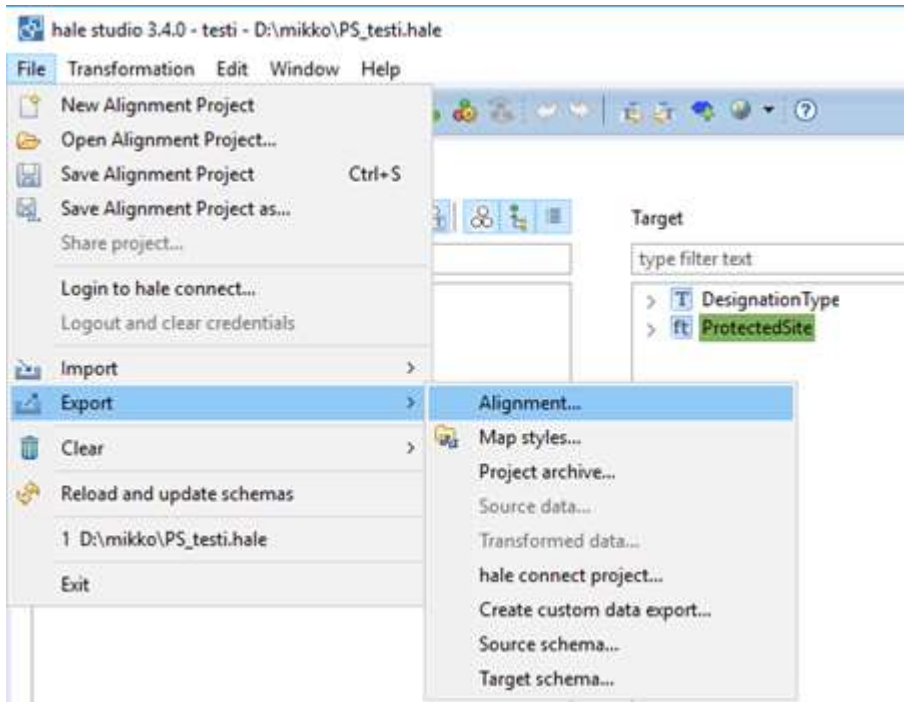 hale studio 3.4.0 - testi - D:\mikko\PS_testi.hale
File Transformation Edit Window Help
New Alignment Project
Open Alignment Project...
Save Alignment Project Ctrl+S
Save Alignment Project as...
Share project...
Login to hale connect...
Logout and clear credentials
Import
Export
Clear
Reload and update schemas
1 D:\mikko\PS_testi.hale
Exit
Alignment...
Map styles...
Project archive...
Source data...
Transformed data...
hale connect project...
Create custom data export...
Source schema...
Target schema...
Target
type filter text
T DesignationType
ft ProtectedSite